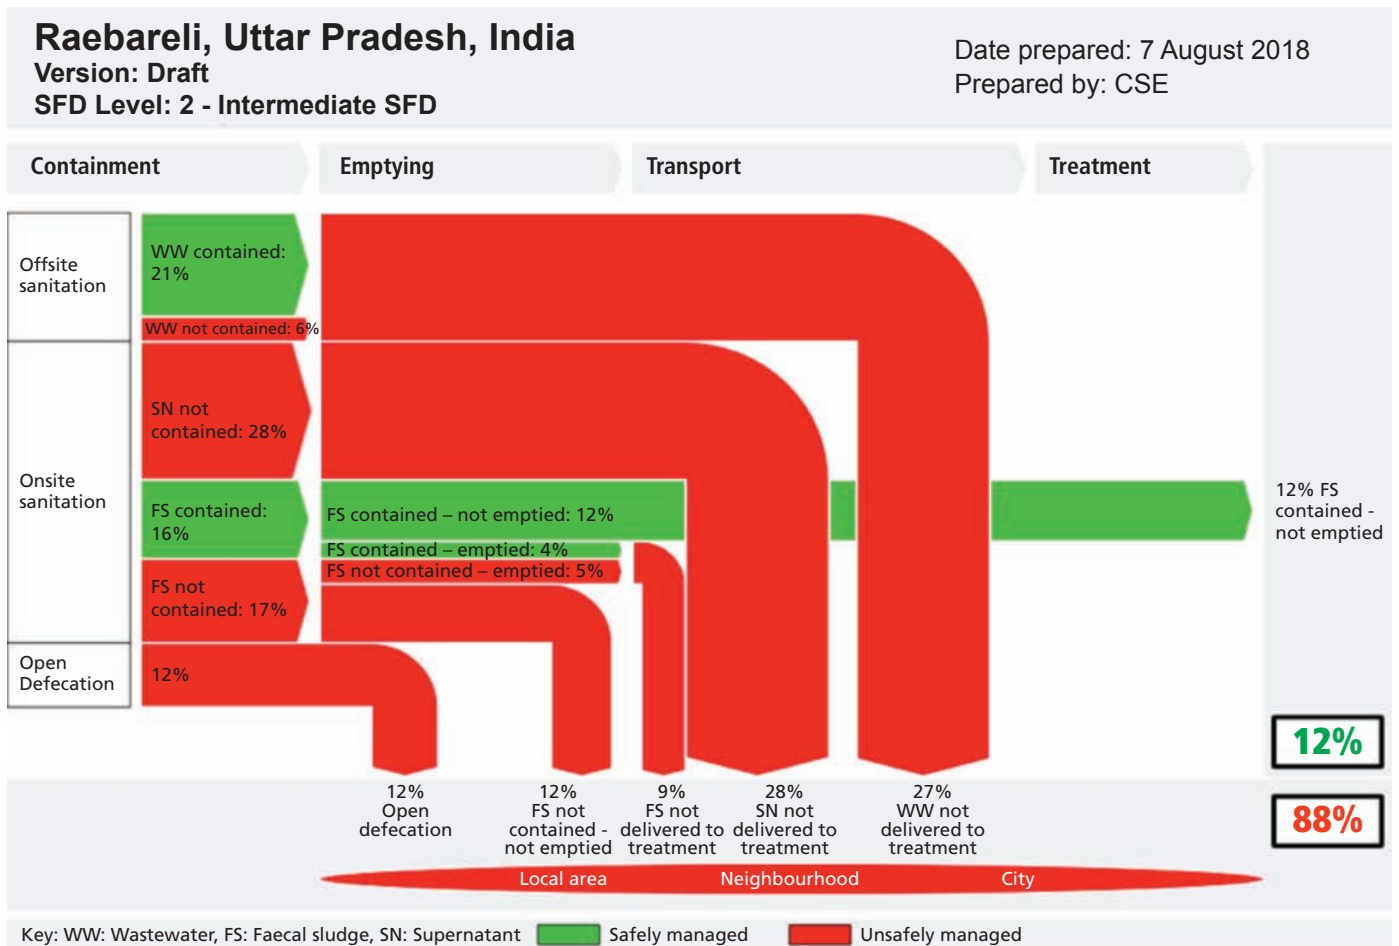 Raebareli, Uttar Pradesh, India
Version: Draft
SFD Level: 2 - Intermediate SFD
Date prepared: 7 August 2018
Prepared by: CSE
Containment
Emptying
Transport
Treatment
Offsite
sanitation
WW contained:
21%
WW not contained: 6%
Onsite
sanitation
SN not
contained: 28%
FS contained:
16%
FS contained – not emptied: 12%
FS contained – emptied: 4%
FS not contained – emptied: 5%
FS not
contained: 17%
12% FS
contained -
not emptied
Open
Defecation
12%
12%
88%
12%
Open
defecation
12%
FS not
contained -
not emptied
9%
FS not
delivered to
treatment
28%
SN not
delivered to
treatment
27%
WW not
delivered to
treatment
Local area
Neighbourhood
City
Key: WW: Wastewater, FS: Faecal sludge, SN: Supernatant
Safely managed
Unsafely managed